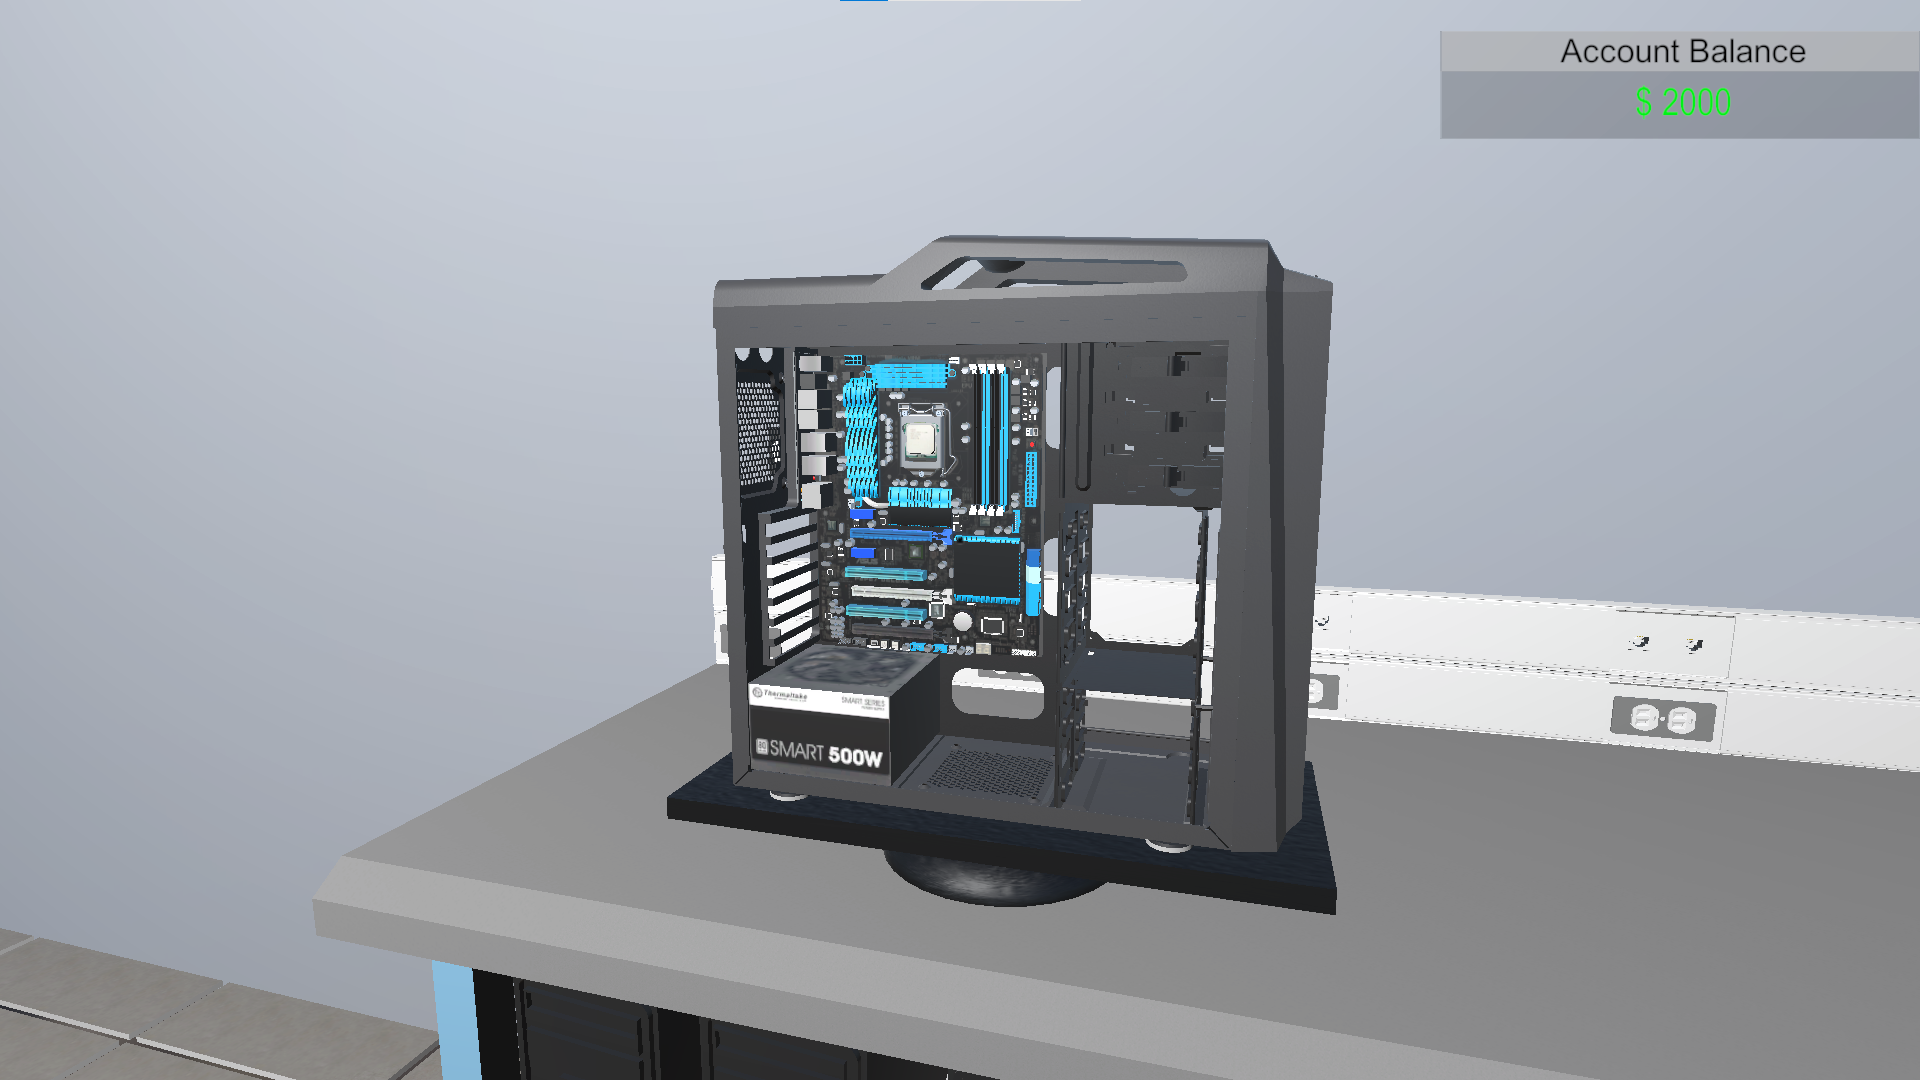 Account Balance
$ 2000
Thermaltake
SMART SERIES
SMART 500W